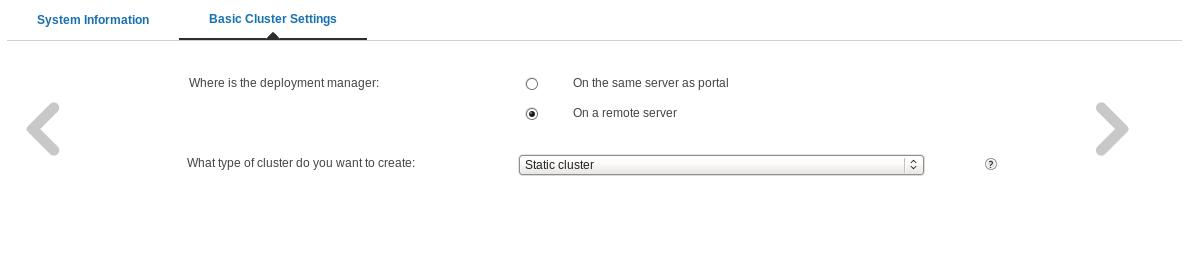 System Information
Basic Cluster Settings
Where is the deployment manager:
On the same server as portal
On a remote server
What type of cluster do you want to create:
Static cluster
?